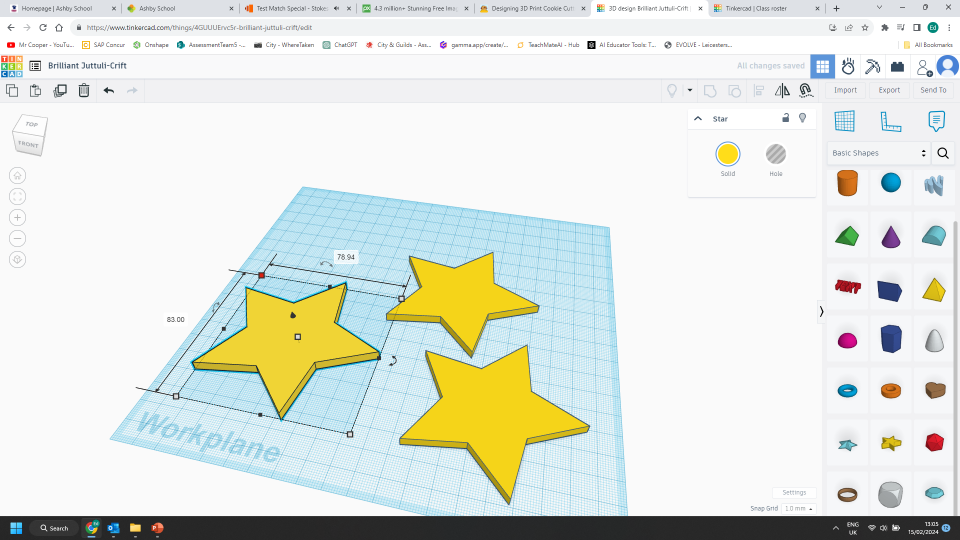 Homepage | Ashby School
Ashby School
Test Match Special - Stokes
4.3 million+ Stunning Free Ima
Designing 3D Print Cookie Cutt
3D design Brilliant Juttuli-Crift
Tinkercad | Class roster
https://www.tinkercad.com/things/4GUUUErvc5r-brilliant-juttuli-crift/edit
Mr Cooper - YouTu...
SAP Concur
Onshape
AssessmentTeam5 -...
City - WhereTaken
ChatGPT
City & Guilds - Ass...
gamma.app/create/...
TeachMateAI - Hub
AI Educator Tools: T...
EVOLVE - Leicesters...
All Bookmarks
TINKERCAD
Brilliant Juttuli-Crift
All changes saved
Import
Export
Send To
TOP
FRONT
Star
Solid
Hole
Basic Shapes
TEXT
78.94
83.00
Workplane
Settings
Snap Grid
1.0 mm
Search
ENG
UK
13:05
15/02/2024